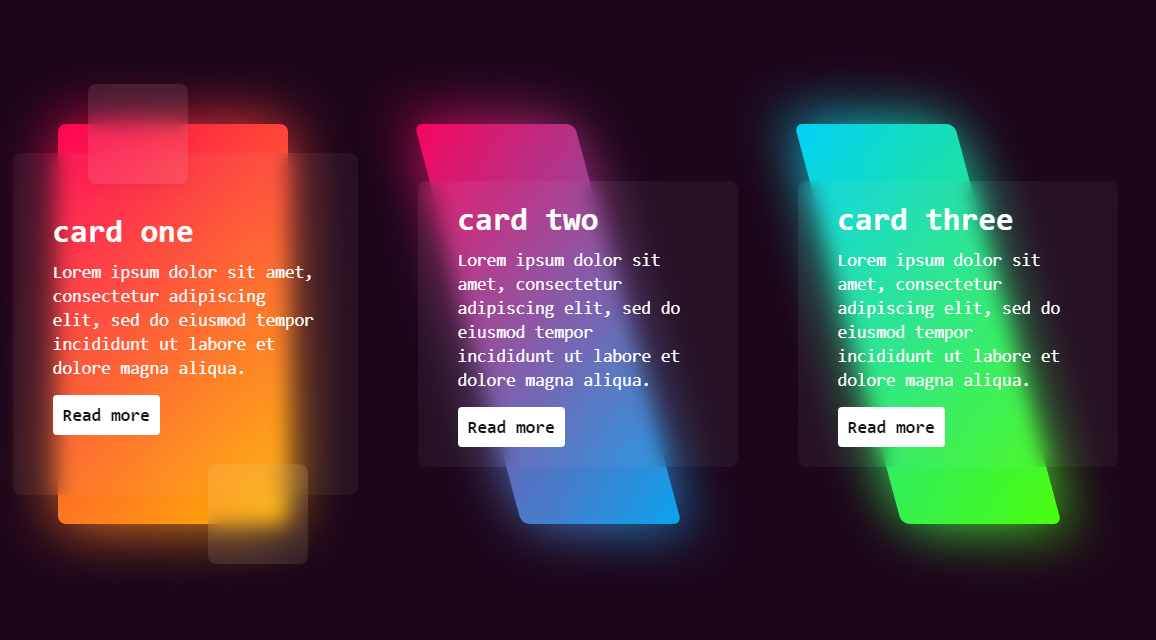 card one
Lorem ipsum dolor sit amet,
consectetur adipiscing
elit, sed do eiusmod tempor
incididunt ut labore et
dolore magna aliqua.
Read more
card two
Lorem ipsum dolor sit
amet, consectetur
adipiscing elit, sed do
eiusmod tempor
incididunt ut labore et
dolore magna aliqua.
Read more
card three
Lorem ipsum dolor sit
amet, consectetur
adipiscing elit, sed do
eiusmod tempor
incididunt ut labore et
dolore magna aliqua.
Read more